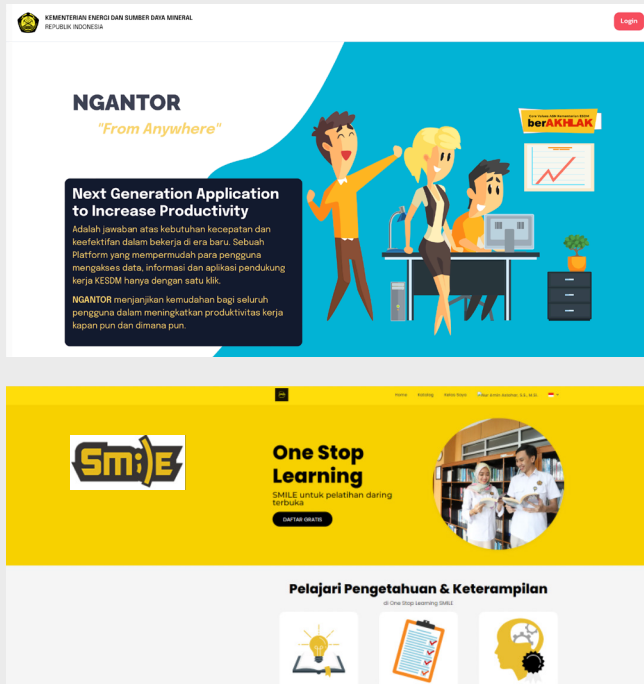 KEMENTERIAN ENERGI DAN SUMBER DAYA MINERAL
REPUBLIK INDONESIA
Login
NGANTOR
"From Anywhere"
berAKHLAK
Next Generation Application
to Increase Productivity
Adalah jawaban atas kebutuhan kecepatan dan
keefektifan dalam bekerja di era baru. Sebuah
Platform yang mempermudah para pengguna
mengakses data, informasi dan aplikasi pendukung
kerja KESDM hanya dengan satu klik.
NGANTOR menjanjikan kemudahan bagi seluruh
pengguna dalam meningkatkan produktivitas kerja
kapan pun dan dimana pun.
Home Katalog Kelas Saya
Smi;)E
One Stop
Learning
SMILE untuk pelatihan daring
terbuka
DAFTAR GRATIS
Pelajari Pengetahuan & Keterampilan
di One Stop Learning SMILE